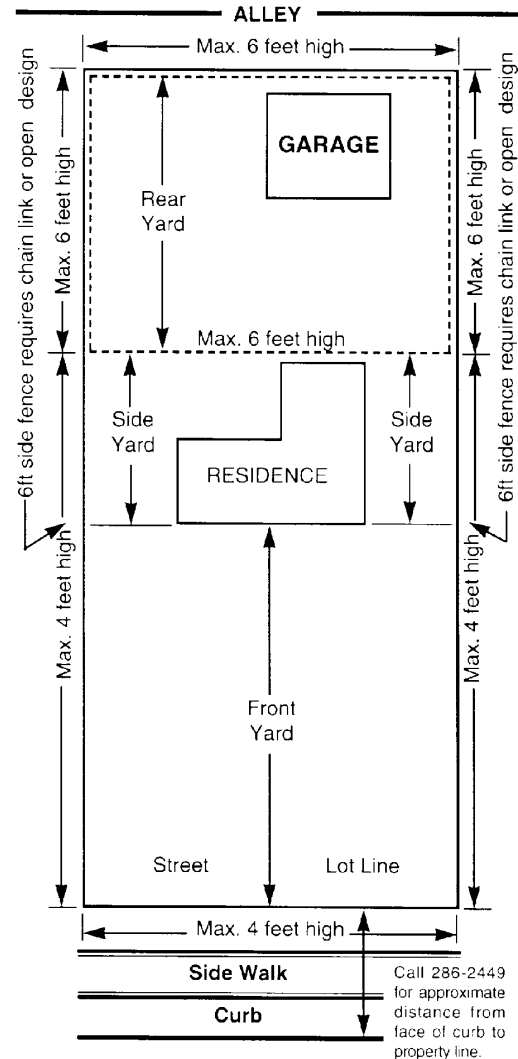 ALLEY
Max. 6 feet high
6ft side fence requires chain link or open design
Max. 6 feet high
GARAGE
Rear
Yard
Max. 6 feet high
6ft side fence requires chain link or open design
Max. 6 feet high
Side
Yard
Side
Yard
RESIDENCE
Max. 4 feet high
Max. 4 feet high
Front
Yard
Street
Lot Line
Max. 4 feet high
Side Walk
Curb
Call 286-2449
for approximate
distance from
face of curb to
property line.